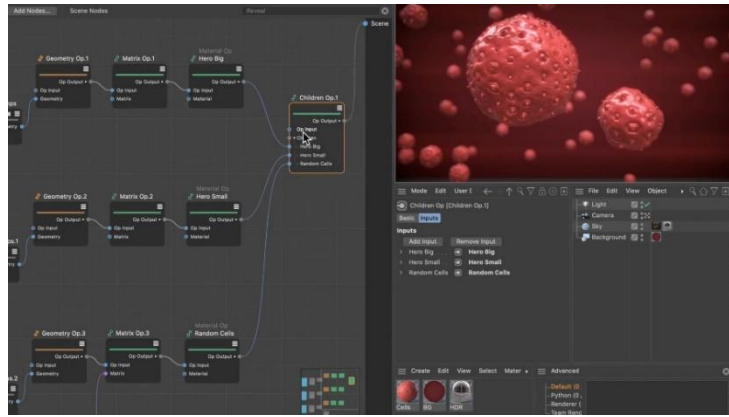 Add Nodes...
Scene Nodes
Reveal
Scene
Geometry Op.1
Op Output
Op Input
Geometry
Matrix Op.1
Op Output
Op Input
Matrix
Material Op
Hero Big
Op Output
Op Input
Material
Children Op.1
Op Output
Op Input
Hero Big
Hero Small
Random Cells
Geometry Op.2
Op Output
Op Input
Geometry
Matrix Op.2
Op Output
Op Input
Matrix
Material Op
Hero Small
Op Output
Op Input
Material
Geometry Op.3
Op Output
Op Input
Geometry
Matrix Op.3
Op Output
Op Input
Matrix
Material Op
Random Cells
Op Output
Op Input
Material
Mode Edit User
Children Op [Children Op.1]
Basic Inputs
Inputs
Add Input Remove Input
Hero Big Hero Big
Hero Small Hero Small
Random Cells Random Cells
File Edit View Object
Light
Camera
Sky
Background
Create Edit View Select Mater
Cells BG HDR
Advanced
Default (0
Python (0
Renderer (
Team Rend